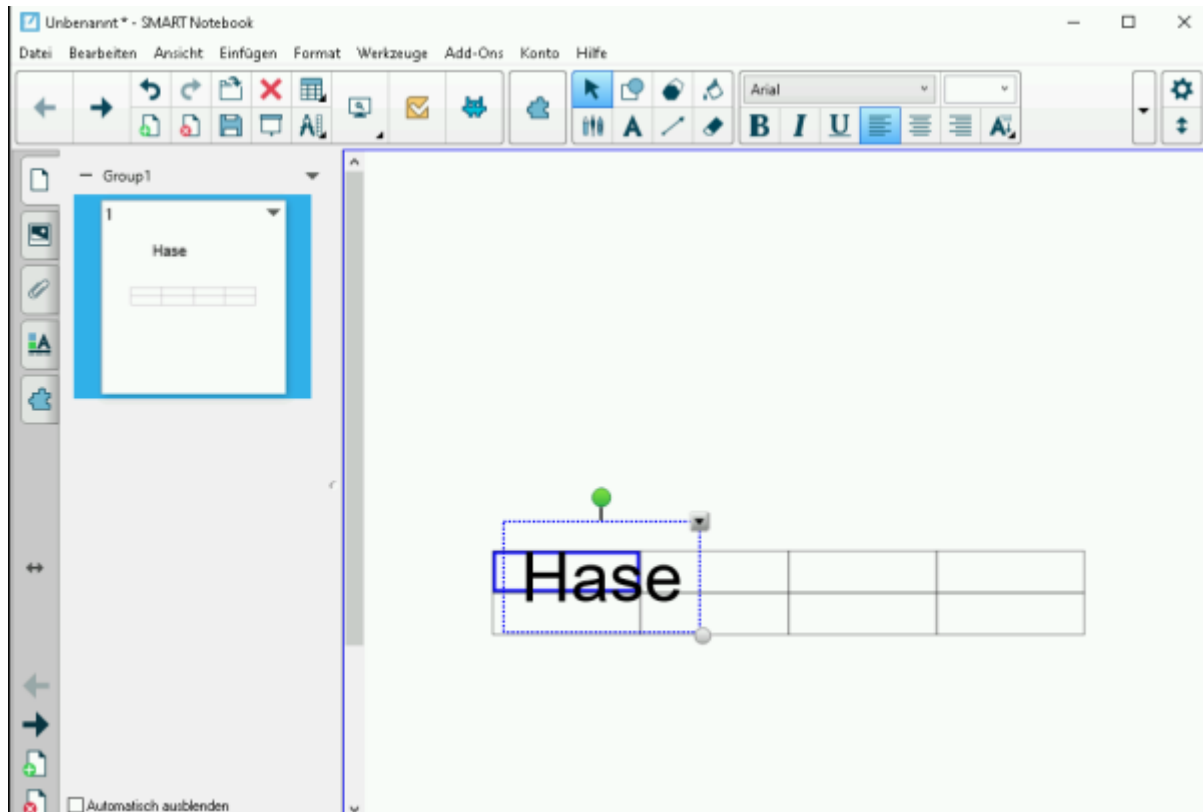 Unbenannt * - SMART Notebook
Datei Bearbeiten Ansicht Einfügen Format Werkzeuge Add-Ons Konto Hilfe
Arial
B I U
Group1
1
Hase
Hase
Automatisch ausblenden